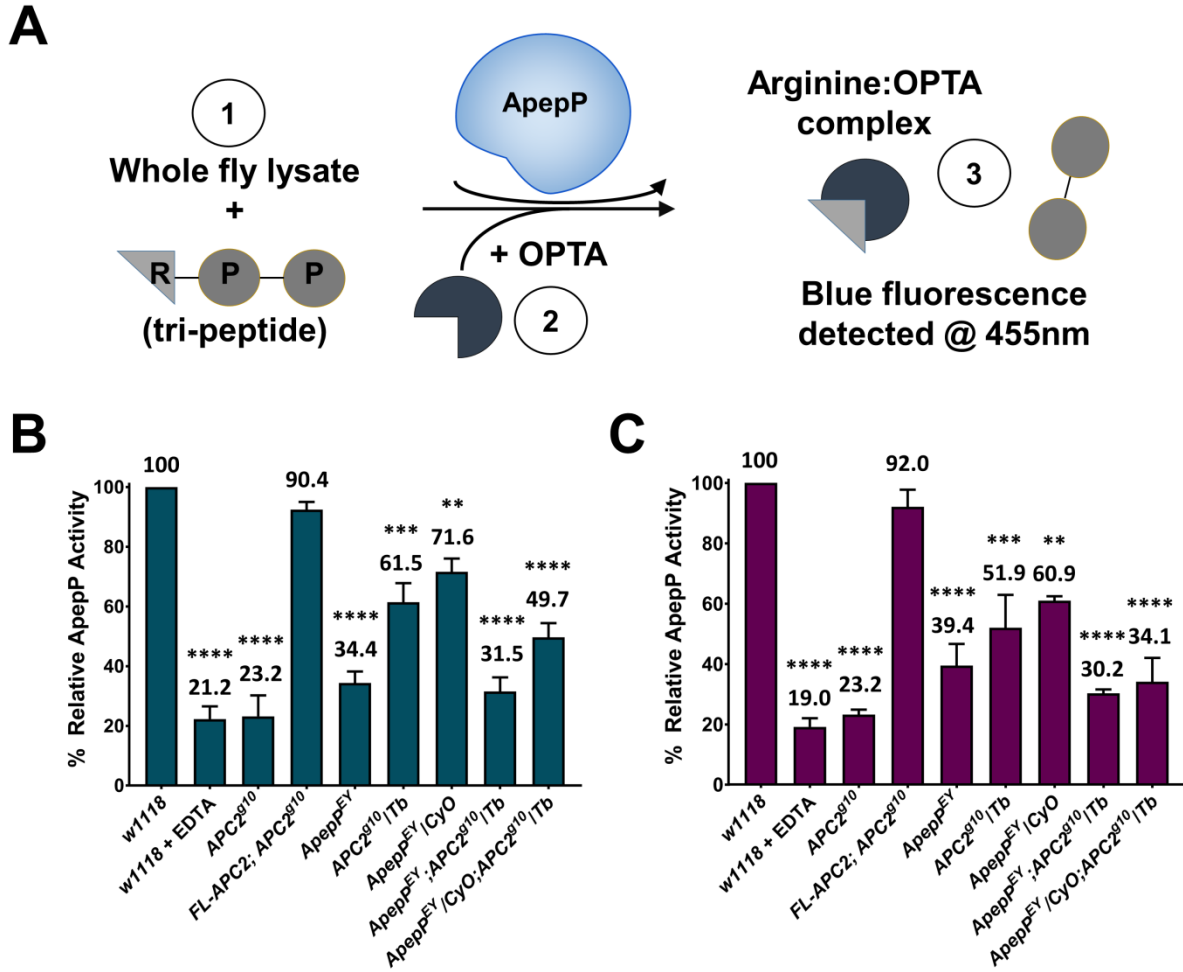 A
1
Whole fly lysate
+
R P P
(tri-peptide)
ApepP
+ OPTA
2
Arginine:OPTA
complex
3
Blue fluorescence
detected @ 455nm
B
% Relative ApepP Activity
100
80
60
40
20
0
100
****
21.2
****
23.2
90.4
****
34.4
***
61.5
**
71.6
****
31.5
****
49.7
w1118
w1118 + EDTA
APC2g10
FL-APC2; APC2g10
ApepPEY
APC2g10/Tb
ApepPEY/CyO
ApepPEY;APC2g10/Tb
ApepPEY/CyO;APC2g10/Tb
C
% Relative ApepP Activity
100
80
60
40
20
0
100
****
19.0
****
23.2
92.0
****
39.4
***
51.9
**
60.9
****
30.2
****
34.1
w1118
w1118 + EDTA
APC2g10
FL-APC2; APC2g10
ApepPEY
APC2g10/Tb
ApepPEY/CyO
ApepPEY;APC2g10/Tb
ApepPEY/CyO;APC2g10/Tb